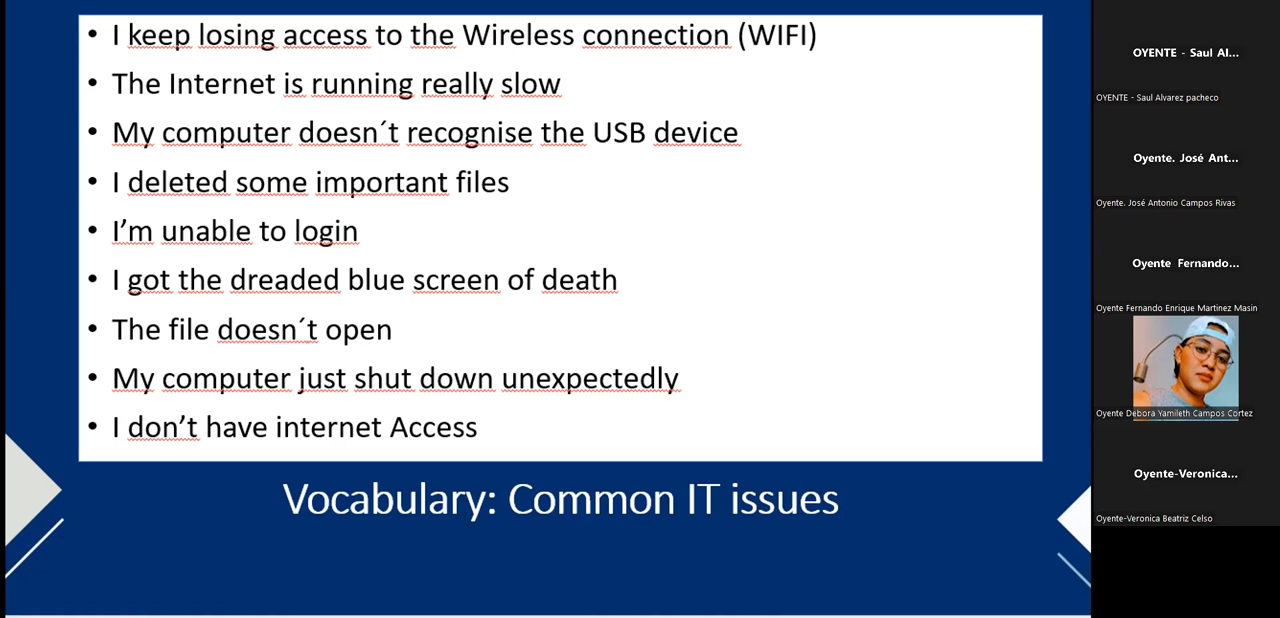 • I keep losing access to the Wireless connection (WIFI)
• The Internet is running really slow
• My computer doesn´t recognise the USB device
• I deleted some important files
• I’m unable to login
• I got the dreaded blue screen of death
• The file doesn´t open
• My computer just shut down unexpectedly
• I don’t have internet Access
Vocabulary: Common IT issues
OYENTE - Saul Al...
OYENTE - Saul Alvarez pacheco
Oyente. José Ant...
Oyente. José Antonio Campos Rivas
Oyente Fernando...
Oyente Fernando Enrique Martinez Masin
Oyente Debora Yamileth Campos Cortez
Oyente-Veronica...
Oyente-Veronica Beatriz Celso